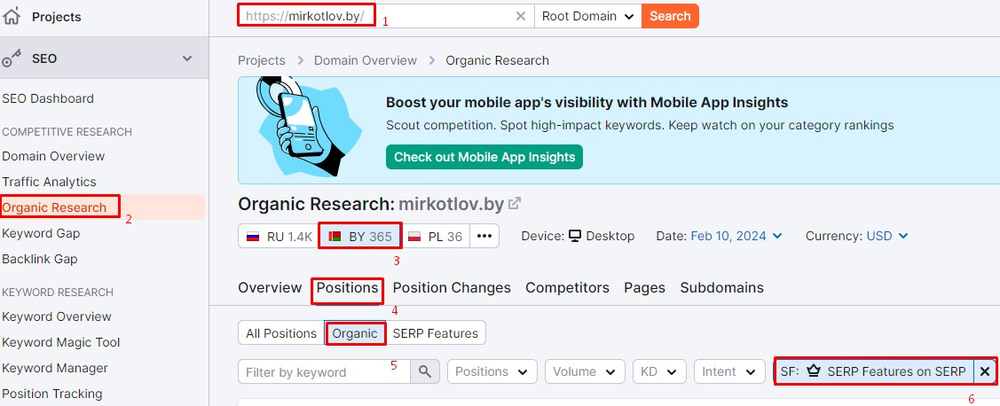 Projects
https://mirkotlov.by/
1
Root Domain
Search
SEO
Projects > Domain Overview > Organic Research
SEO Dashboard
COMPETITIVE RESEARCH
Domain Overview
Traffic Analytics
Organic Research
2
Keyword Gap
Backlink Gap
KEYWORD RESEARCH
Keyword Overview
Keyword Magic Tool
Keyword Manager
Position Tracking
Boost your mobile app's visibility with Mobile App Insights
Scout competition. Spot high-impact keywords. Keep watch on your category rankings
Check out Mobile App Insights
Organic Research: mirkotlov.by
RU 1.4K BY 365 PL 36 ••• Device: Desktop Date: Feb 10, 2024 Currency: USD
3
Overview Positions Position Changes Competitors Pages Subdomains
4
All Positions Organic SERP Features
5
Filter by keyword Positions Volume KD Intent SF: SERP Features on SERP
6